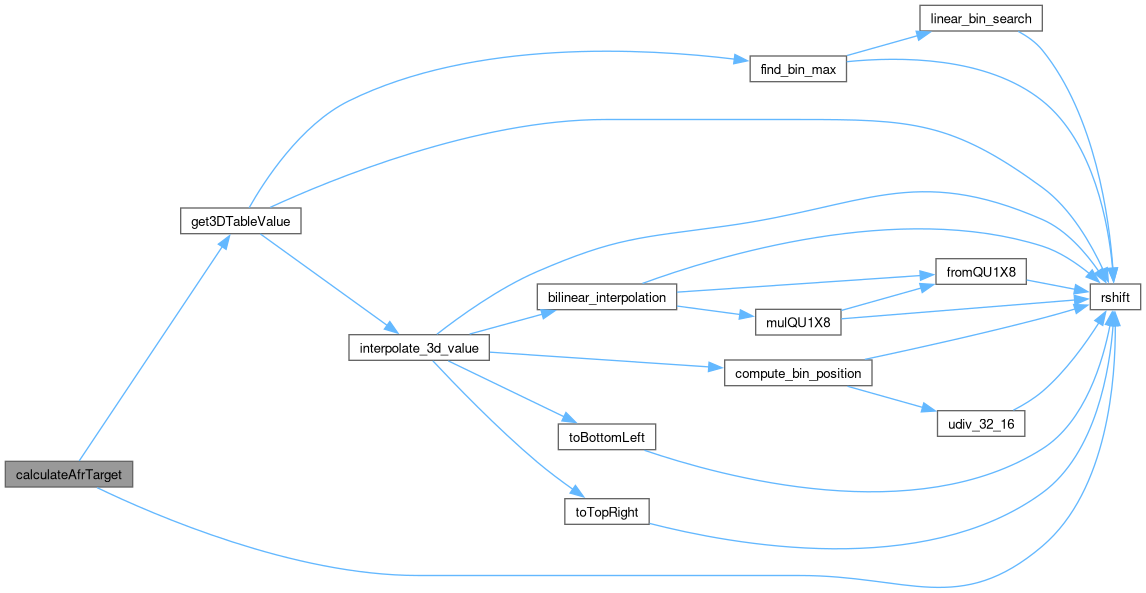 linear_bin_search
find_bin_max
get3DTableValue
fromQU1X8
bilinear_interpolation
rshift
mulQU1X8
interpolate_3d_value
compute_bin_position
udiv_32_16
toBottomLeft
calculateAfrTarget
toTopRight